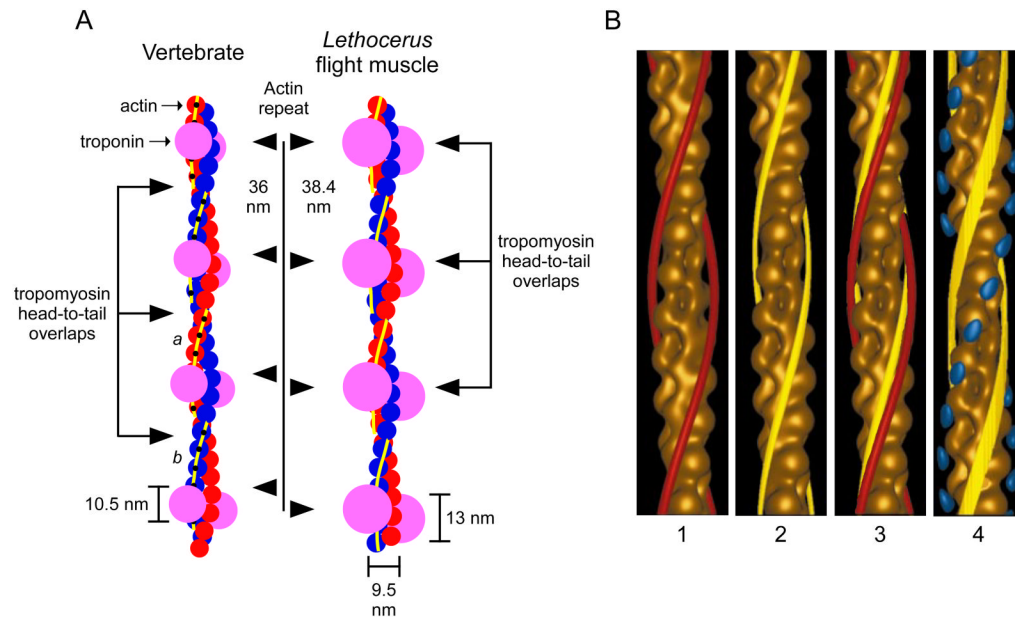 A
B
Vertebrate
Lethocerus
flight muscle
actin
troponin
Actin
repeat
36
nm
38.4
nm
tropomyosin
head-to-tail
overlaps
tropomyosin
head-to-tail
overlaps
a
b
10.5 nm
13 nm
9.5
nm
1
2
3
4